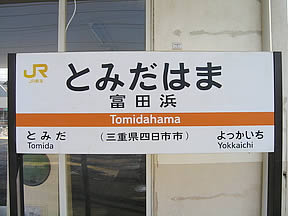 JR
JR東海
とみだはま
富田浜
Tomidahama
とみだ
(三重県四日市市)
よっかいち
Tomida
Yokkaichi